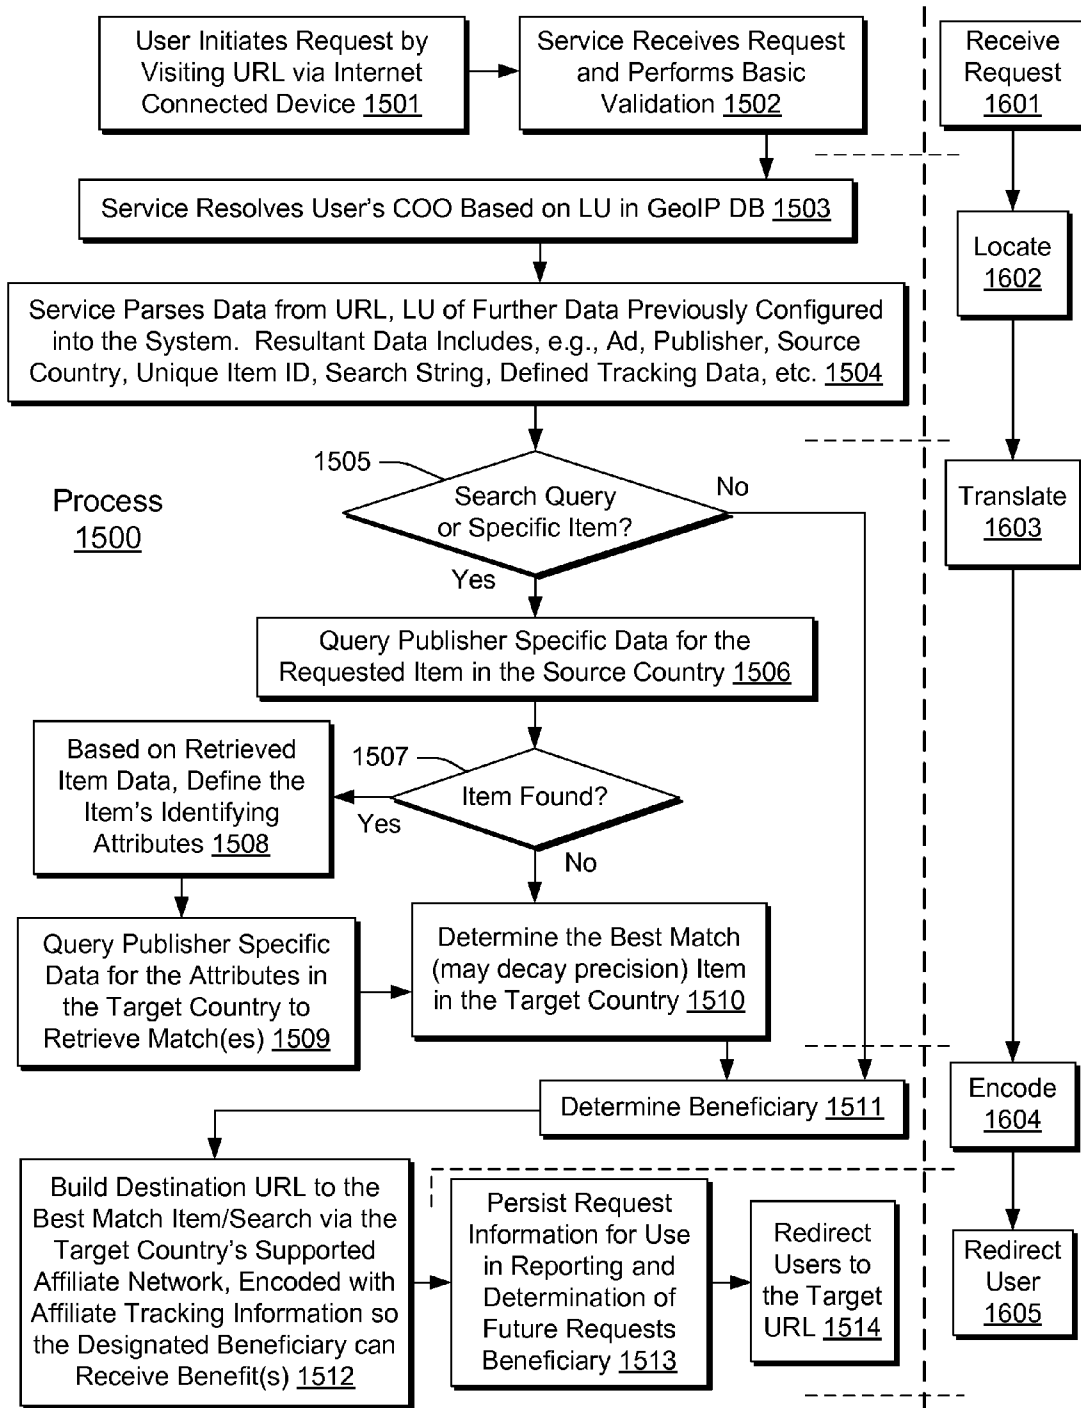 User Initiates Request by
Visiting URL via Internet
Connected Device 1501
Service Receives Request
and Performs Basic
Validation 1502
Receive
Request
1601
Service Resolves User's COO Based on LU in GeoIP DB 1503
Locate
1602
Service Parses Data from URL, LU of Further Data Previously Configured
into the System. Resultant Data Includes, e.g., Ad, Publisher, Source
Country, Unique Item ID, Search String, Defined Tracking Data, etc. 1504
1505
Search Query
or Specific Item?
No
Yes
Process
1500
Translate
1603
Query Publisher Specific Data for the
Requested Item in the Source Country 1506
1507
Item Found?
Yes
No
Based on Retrieved
Item Data, Define the
Item's Identifying
Attributes 1508
Query Publisher Specific
Data for the Attributes in
the Target Country to
Retrieve Match(es) 1509
Determine the Best Match
(may decay precision) Item
in the Target Country 1510
Determine Beneficiary 1511
Encode
1604
Build Destination URL to the
Best Match Item/Search via the
Target Country's Supported
Affiliate Network, Encoded with
Affiliate Tracking Information so
the Designated Beneficiary can
Receive Benefit(s) 1512
Persist Request
Information for Use
in Reporting and
Determination of
Future Requests
Beneficiary 1513
Redirect
Users to
the Target
URL 1514
Redirect
User
1605